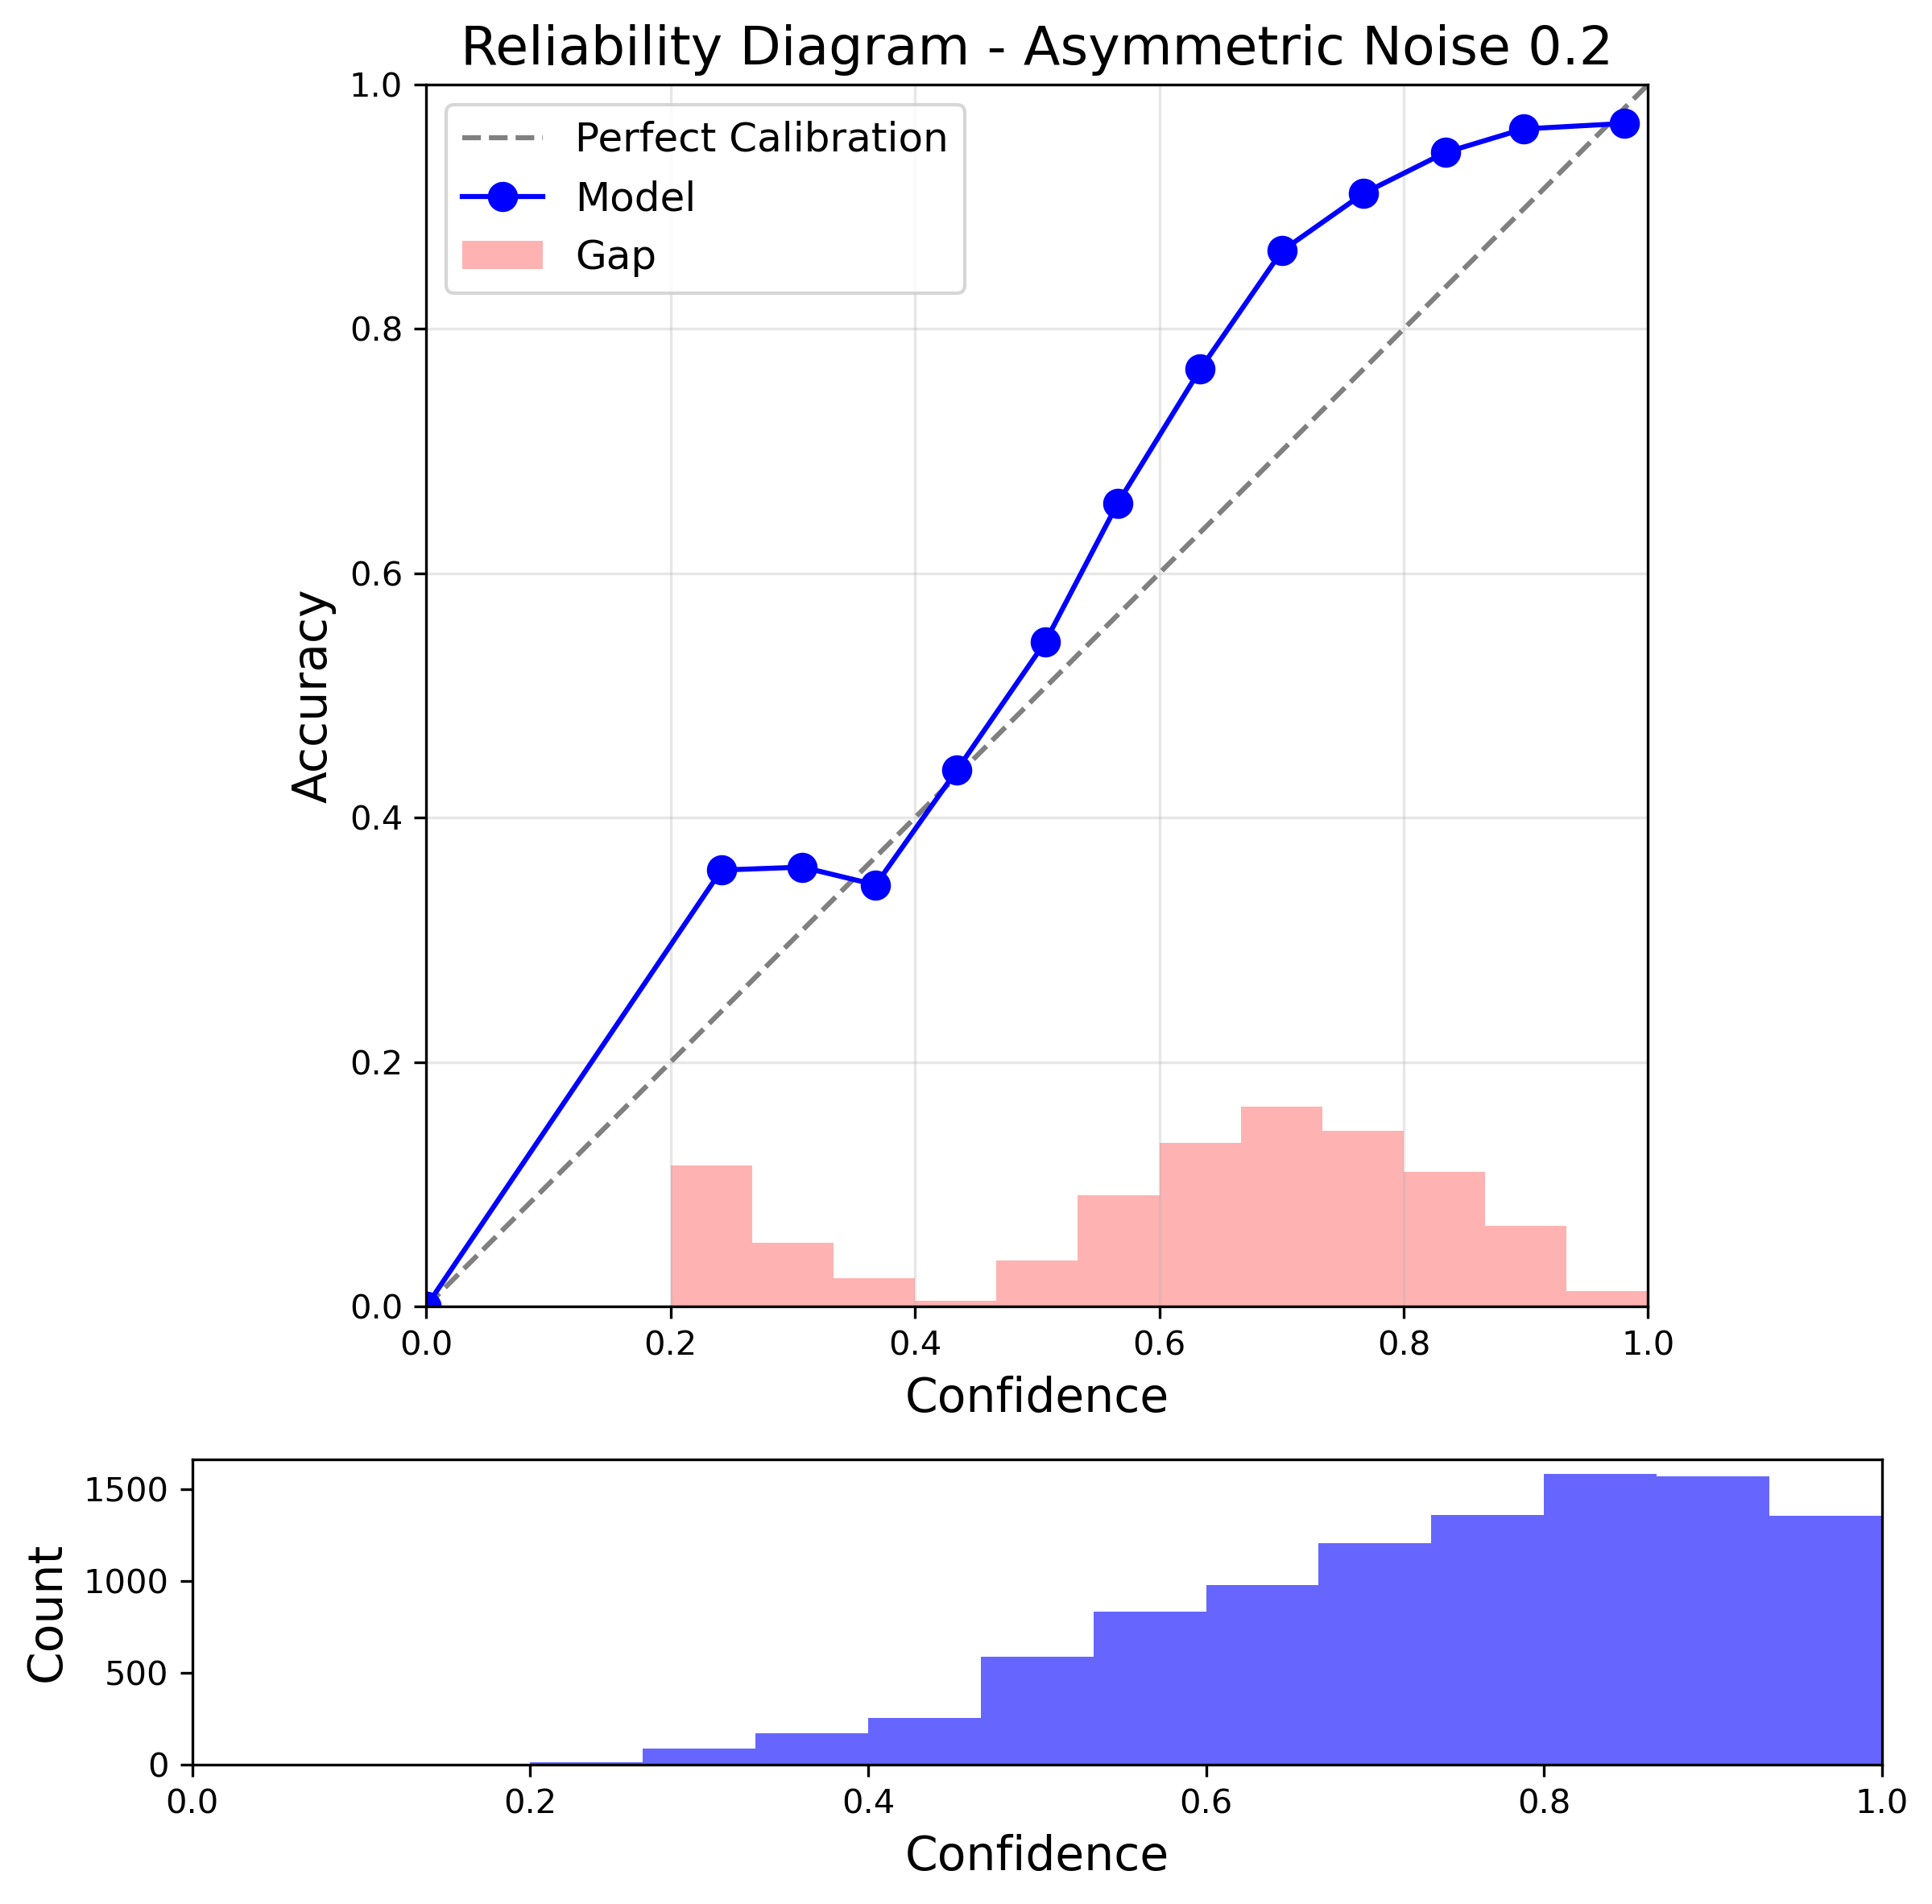 Reliability Diagram - Asymmetric Noise 0.2
Perfect Calibration
Model
Gap
Accuracy
1.0
0.8
0.6
0.4
0.2
0.0
0.0 0.2 0.4 0.6 0.8 1.0
Confidence
Count
1500
1000
500
0
0.0 0.2 0.4 0.6 0.8 1.0
Confidence